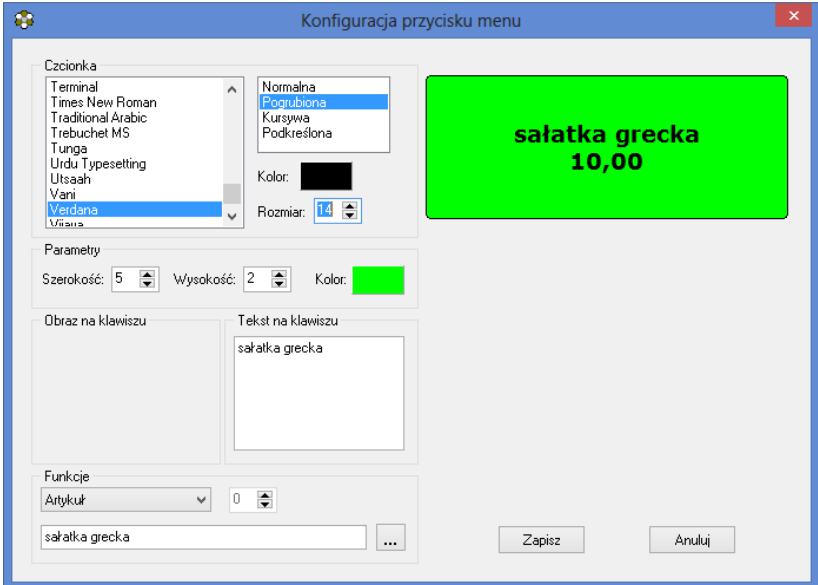 Konfiguracja przycisku menu
Czcionka
Terminal
Times New Roman
Traditional Arabic
Trebuchet MS
Tunga
Urdu Typesetting
Utsaah
Vani
Verdana
Vijaya
Normalna
Pogrubiona
Kursywa
Podkreślona
Kolor:
Rozmiar: 14
sałatka grecka
10,00
Parametry
Szerokość: 5 Wysokość: 2 Kolor:
Obraz na klawiszu
Tekst na klawiszu
sałatka grecka
Funkcje
Artykuł 0
sałatka grecka ...
Zapisz Anuluj